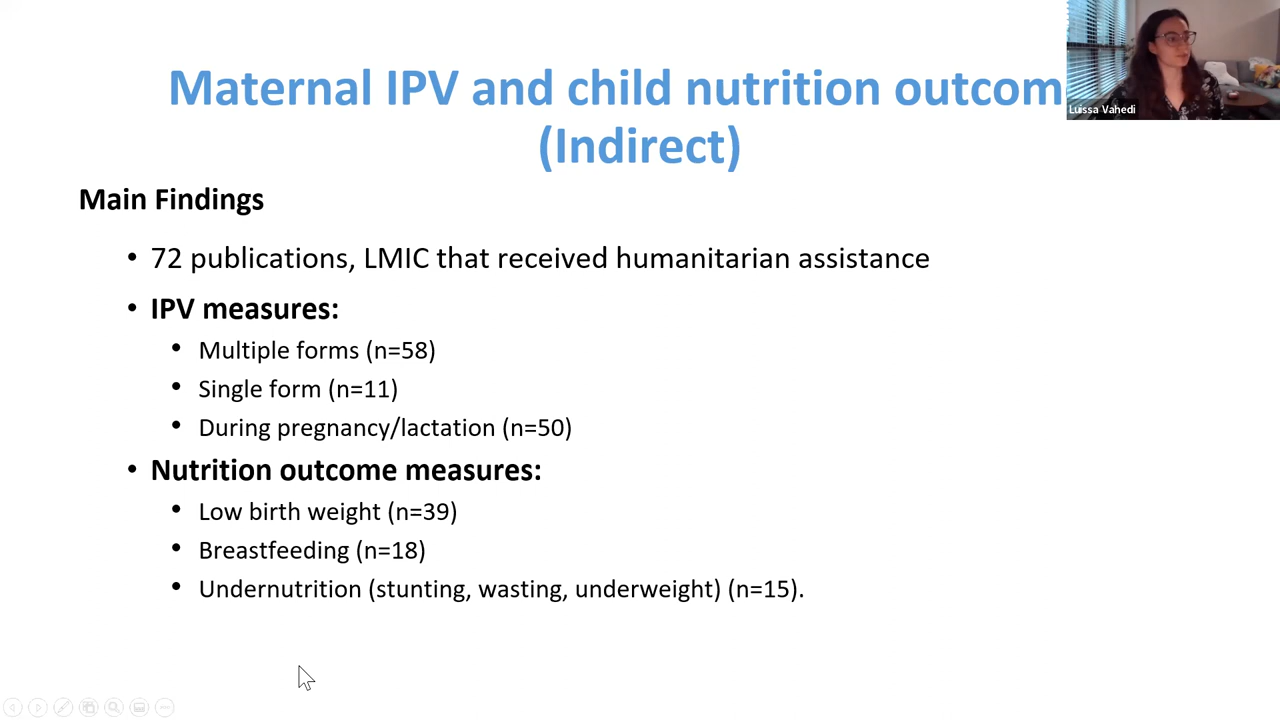 Maternal IPV and child nutrition outcom
(Indirect)
Luissa Vahedi
Main Findings
• 72 publications, LMIC that received humanitarian assistance
• IPV measures:
• Multiple forms (n=58)
• Single form (n=11)
• During pregnancy/lactation (n=50)
• Nutrition outcome measures:
• Low birth weight (n=39)
• Breastfeeding (n=18)
• Undernutrition (stunting, wasting, underweight) (n=15).